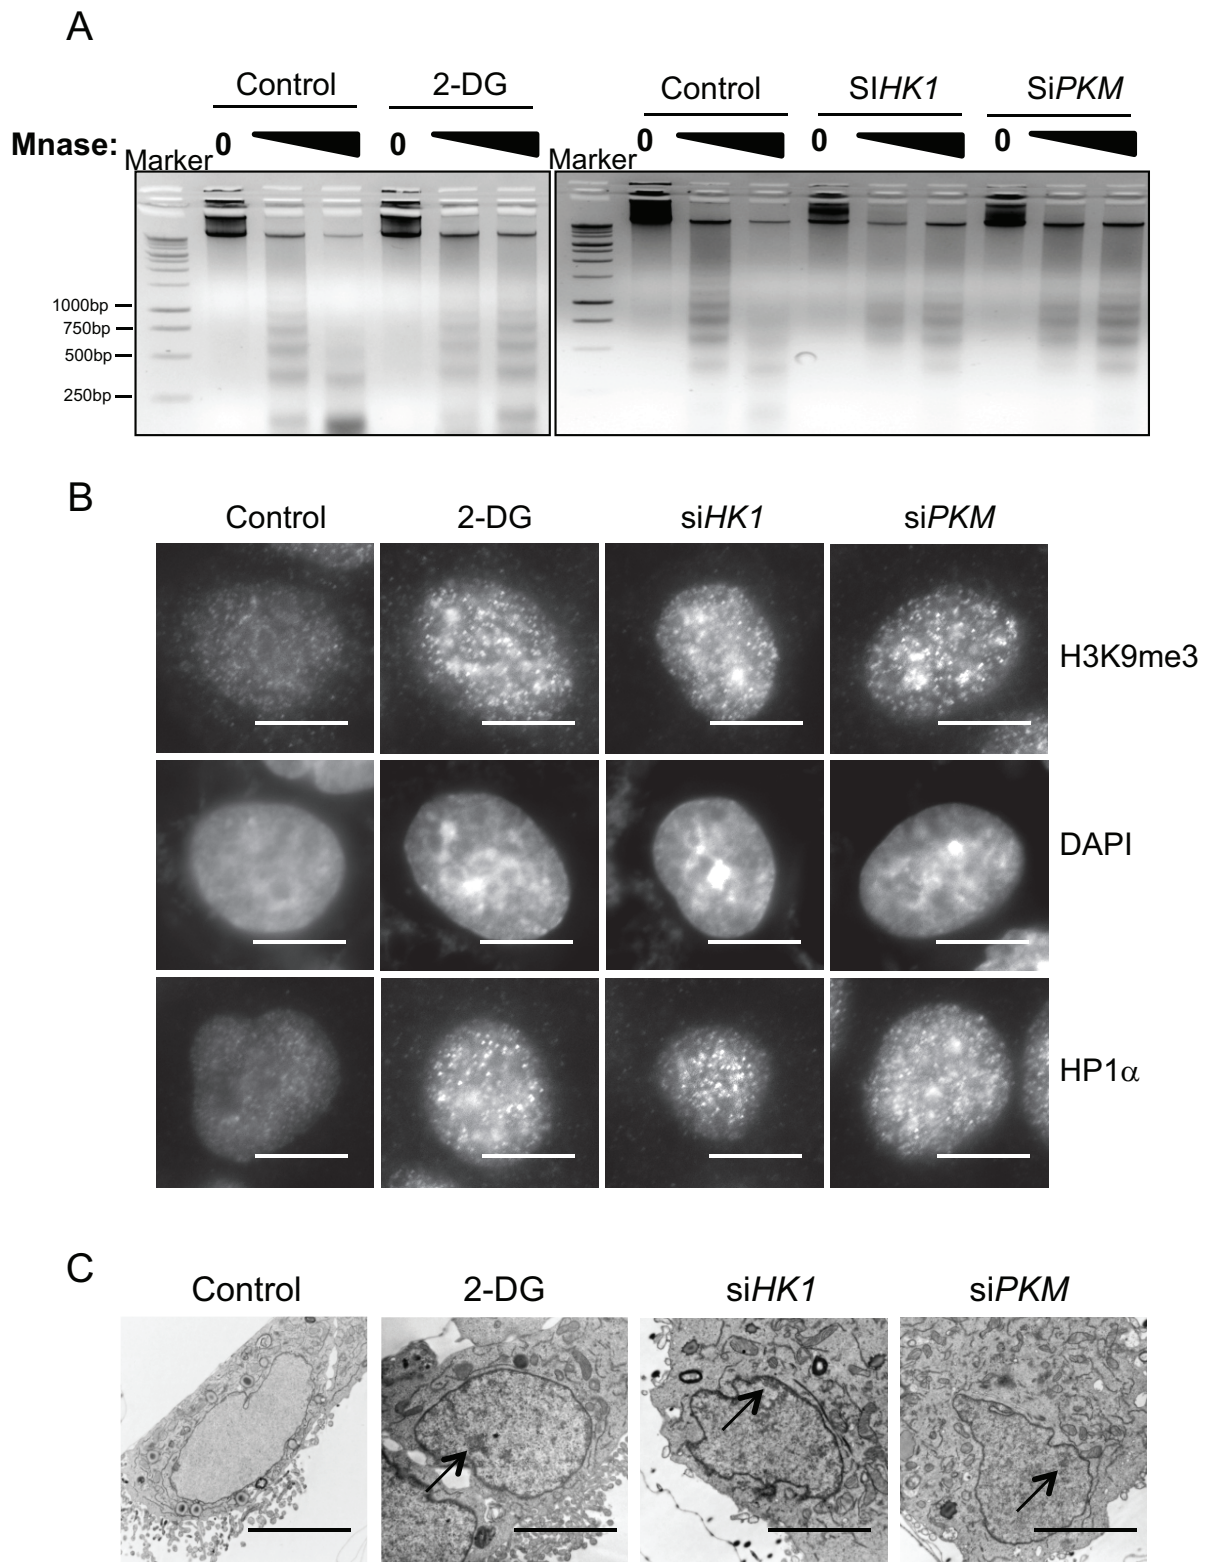 A
Control 2-DG Control SIHK1 SiPKM
Mnase: 0 0 0 0 0
Marker Marker
1000bp
750bp
500bp
250bp
B
Control 2-DG siHK1 siPKM
H3K9me3
DAPI
HP1α
C
Control 2-DG siHK1 siPKM